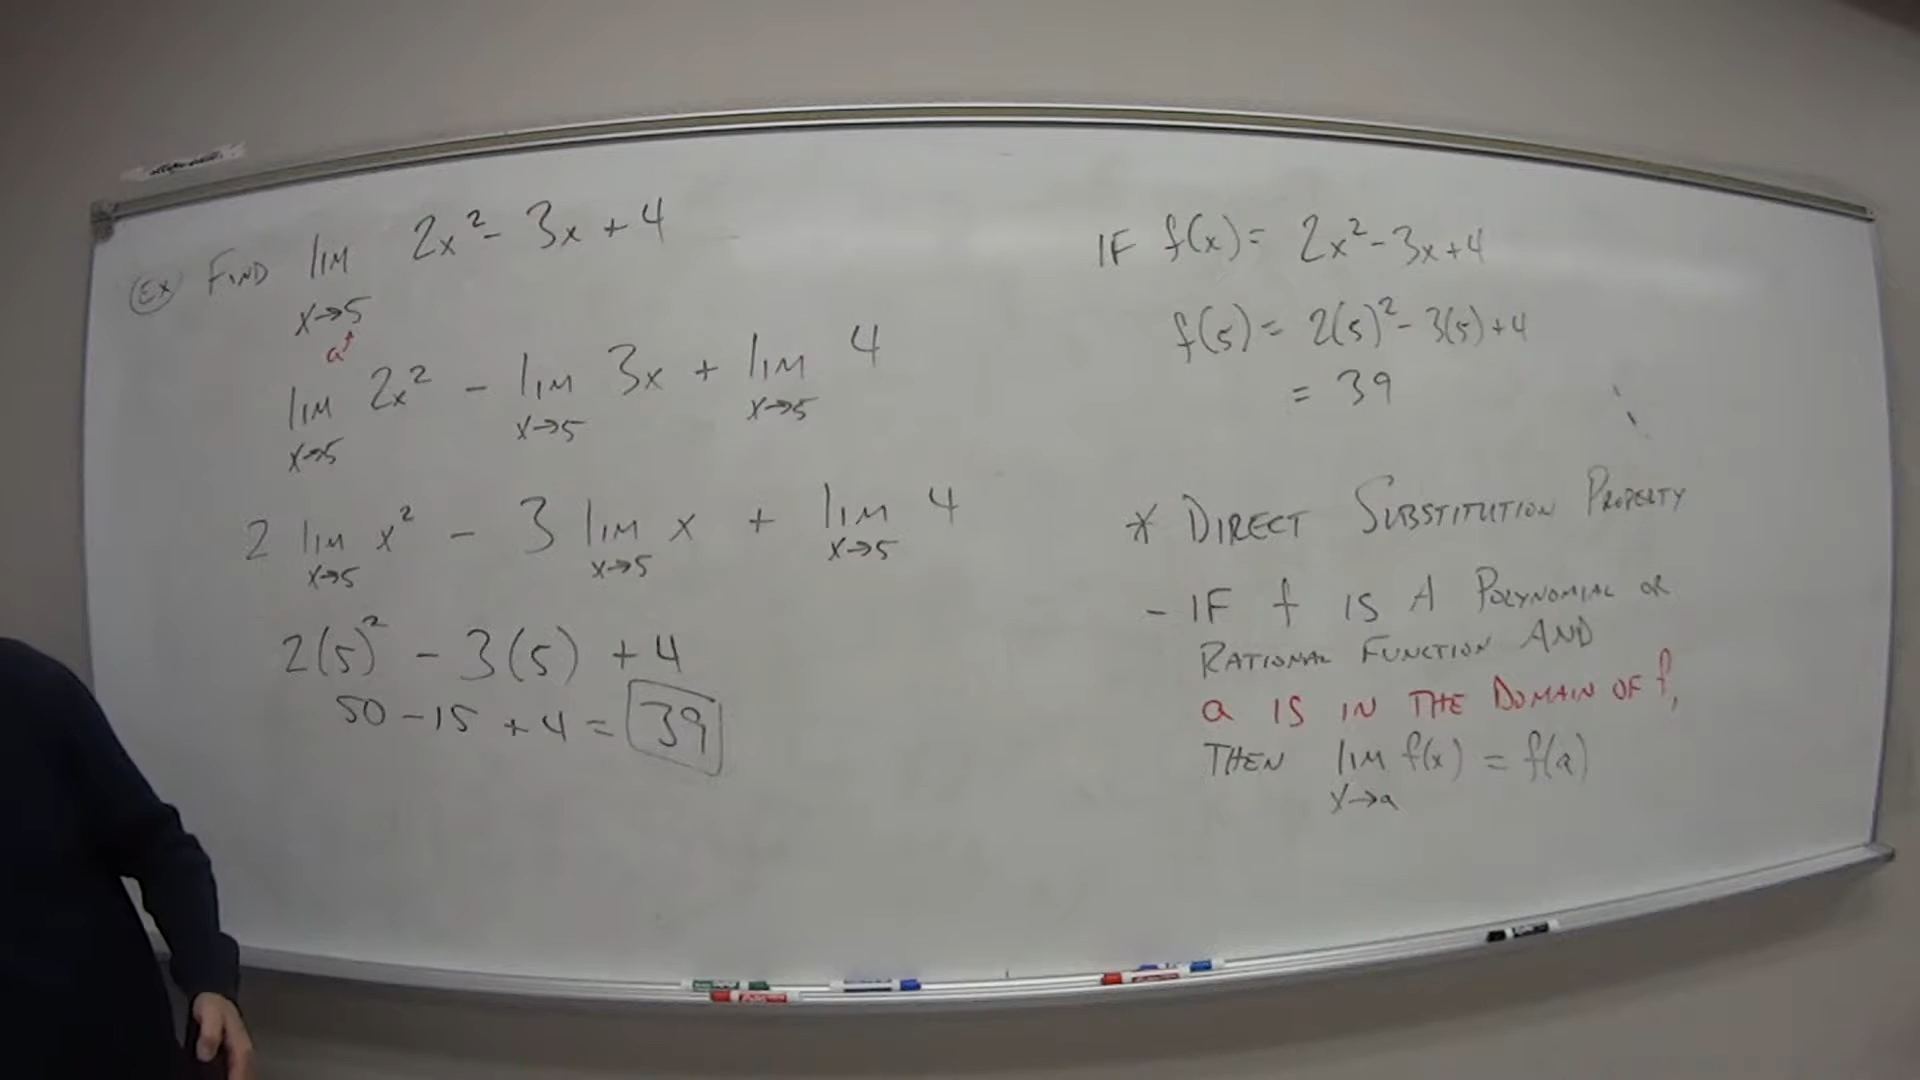 Ex FIND lim 2x² - 3x + 4
x→5
a↑
lim 2x² - lim 3x + lim 4
x→5 x→5 x→5
2 lim x² - 3 lim x + lim 4
x→5 x→5 x→5
2(5)² - 3(5) + 4
50 - 15 + 4 = 39
IF f(x) = 2x² - 3x + 4
f(5) = 2(5)² - 3(5) + 4
= 39
* DIRECT SUBSTITUTION PROPERTY
- IF f IS A POLYNOMIAL OR
RATIONAL FUNCTION AND
a IS IN THE DOMAIN OF f,
THEN lim f(x) = f(a)
x→a